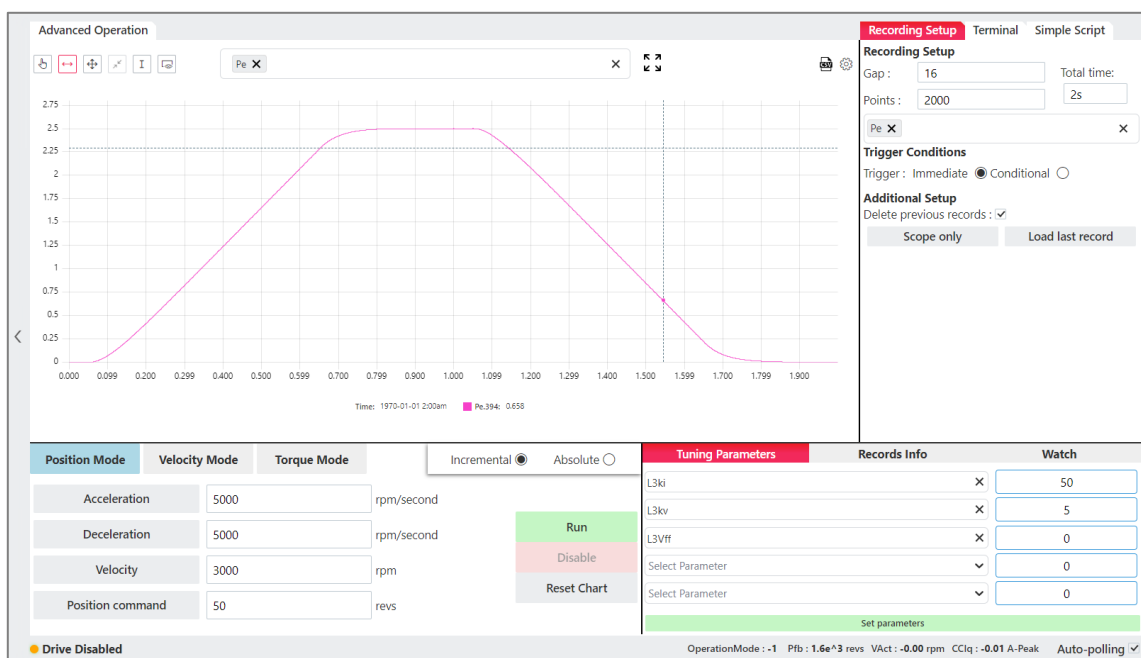 Advanced Operation
Recording Setup Terminal Simple Script
Pe
CSV
Recording Setup
Gap : 16 Total time:
Points : 2000 2s
Pe
Trigger Conditions
Trigger : Immediate Conditional
Additional Setup
Delete previous records :
Scope only Load last record
2.75
2.5
2.25
2
1.75
1.5
1.25
1
0.75
0.5
0.25
0
0.000 0.099 0.200 0.299 0.400 0.500 0.599 0.700 0.799 0.900 1.000 1.099 1.200 1.299 1.400 1.500 1.599 1.700 1.799 1.900
Time: 1970-01-01 2:00am Pe.394: 0.658
Position Mode Velocity Mode Torque Mode Incremental Absolute
Acceleration 5000 rpm/second
Deceleration 5000 rpm/second
Velocity 3000 rpm
Position command 50 revs
Run
Disable
Reset Chart
Tuning Parameters Records Info Watch
L3ki 50
L3kv 5
L3Vff 0
Select Parameter 0
Select Parameter 0
Set parameters
Drive Disabled OperationMode : -1 Pfb : 1.6e^3 revs VAct : -0.00 rpm CCIq : -0.01 A-Peak Auto-polling